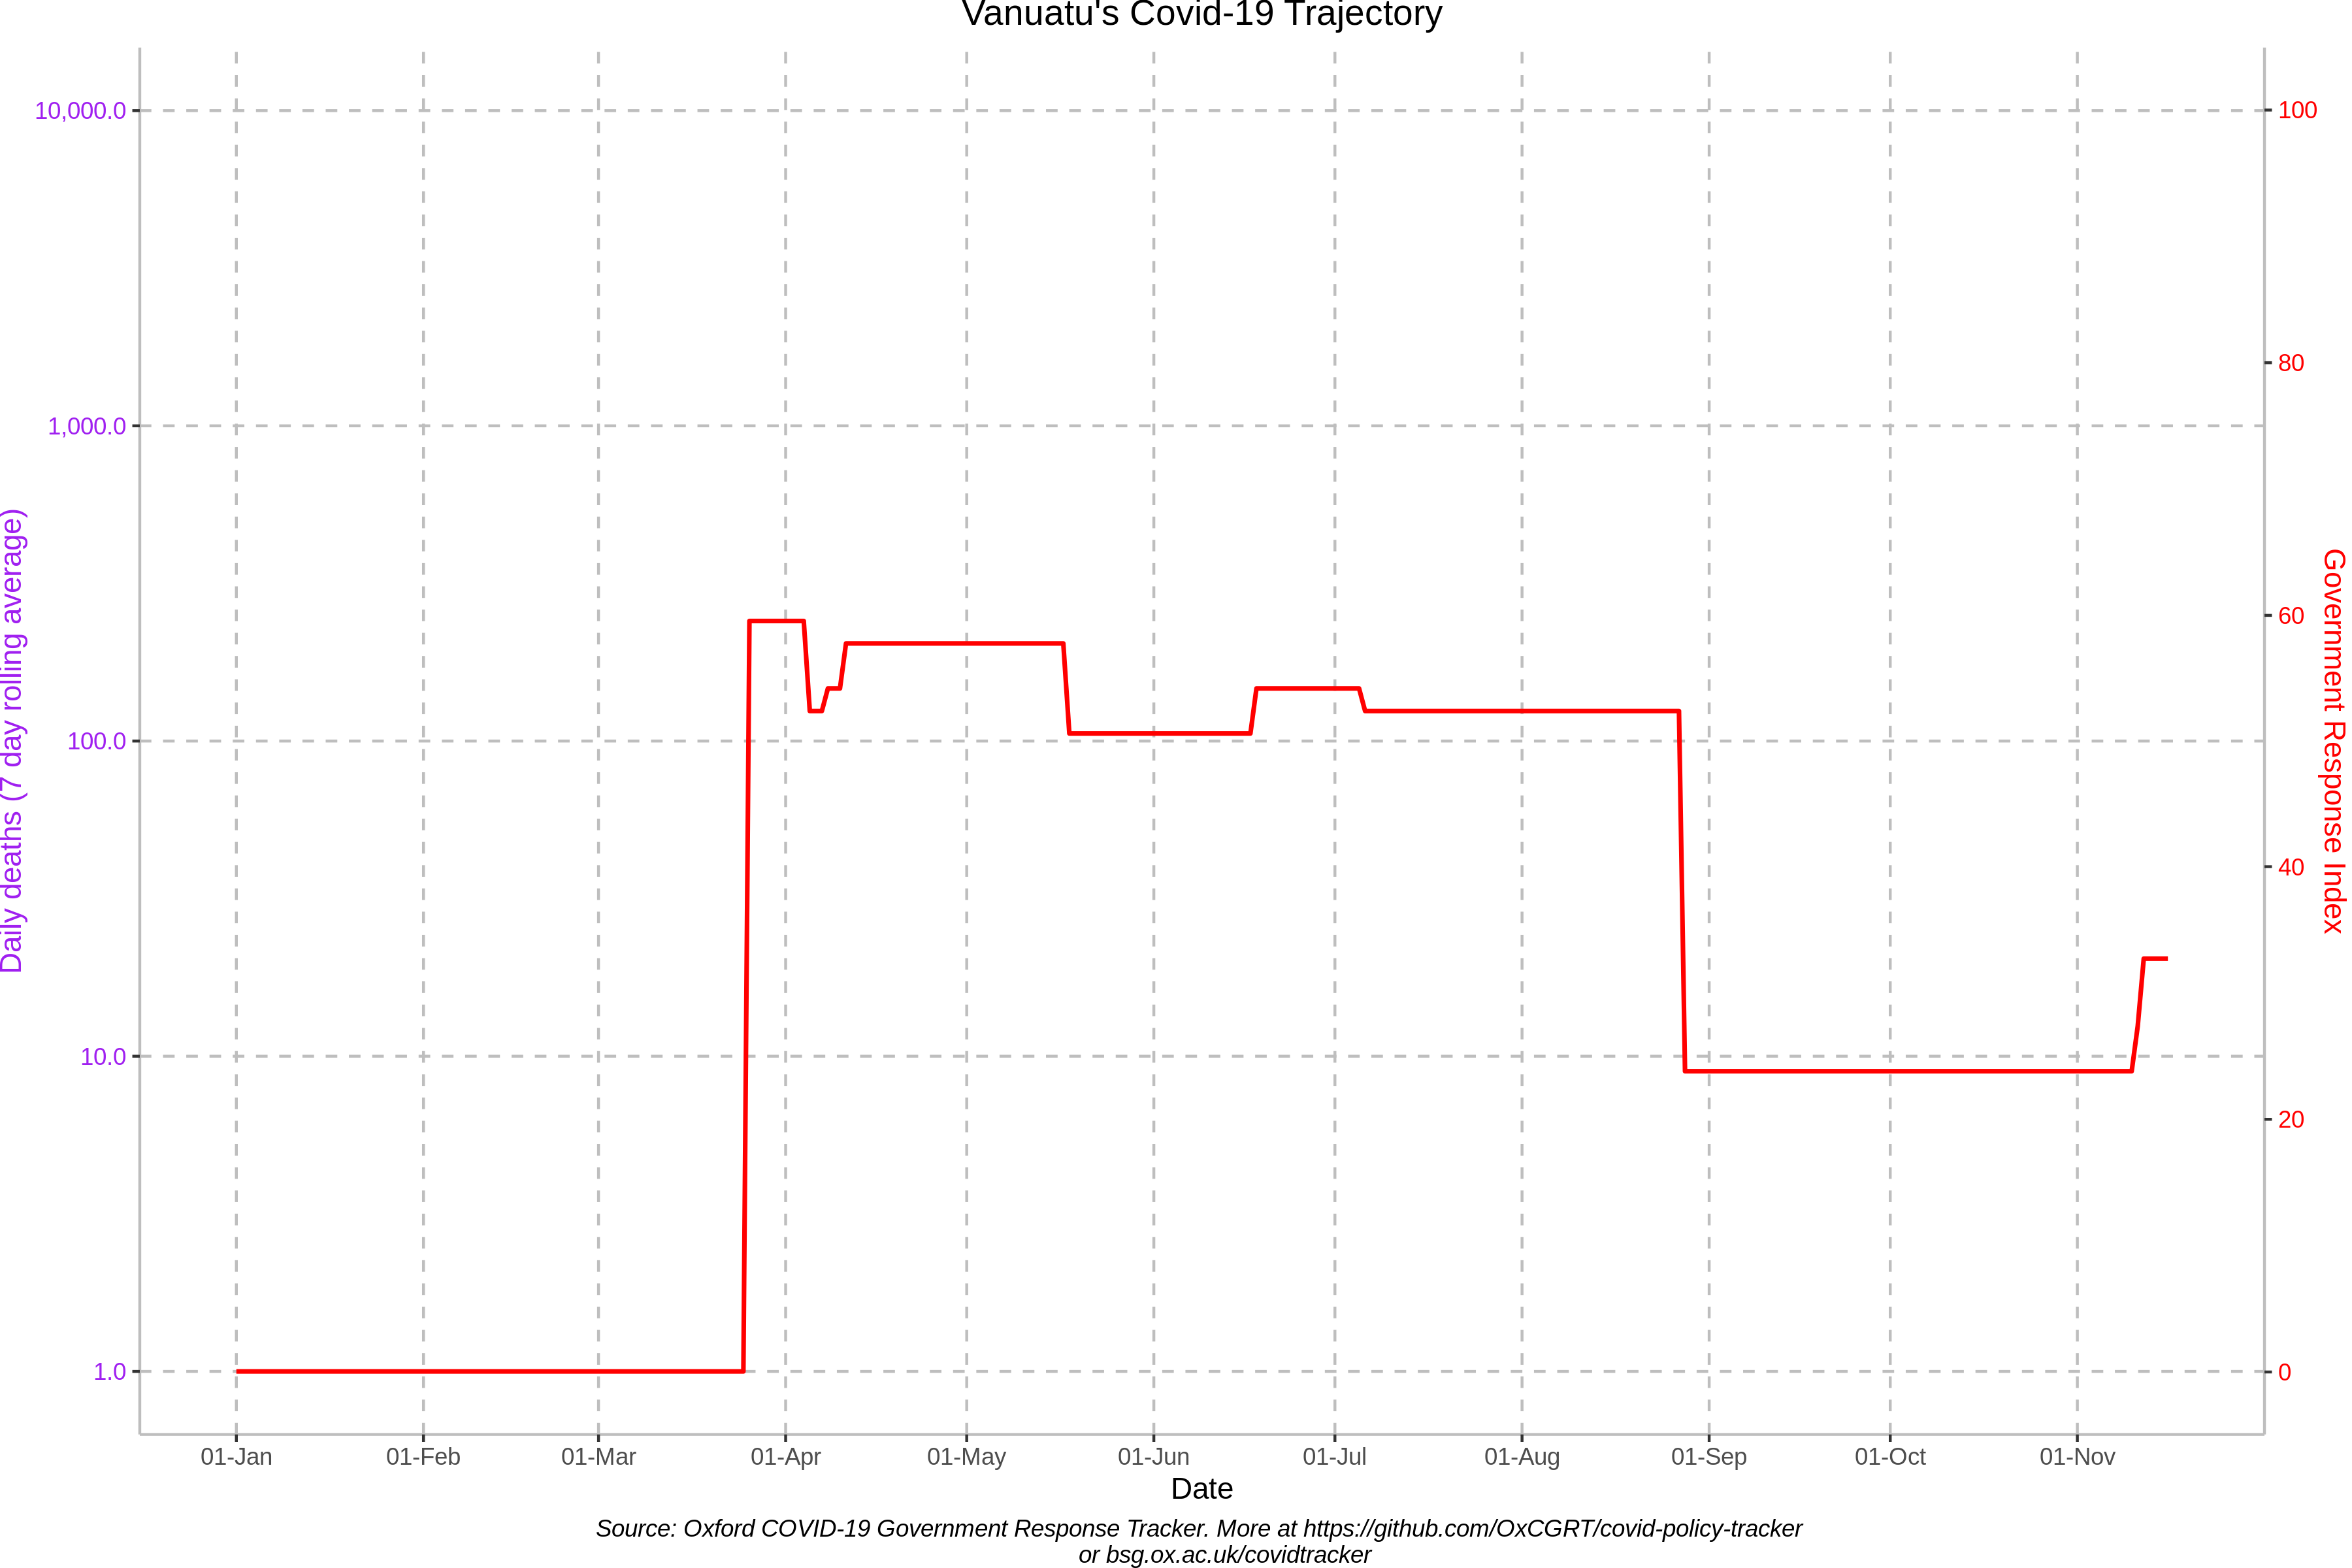 Vanuatu's Covid-19 Trajectory
10,000.0
1,000.0
100.0
10.0
1.0
Daily deaths (7 day rolling average)
100
80
60
40
20
0
Government Response Index
01-Jan 01-Feb 01-Mar 01-Apr 01-May 01-Jun 01-Jul 01-Aug 01-Sep 01-Oct 01-Nov
Date
Source: Oxford COVID-19 Government Response Tracker. More at https://github.com/OxCGRT/covid-policy-tracker
or bsg.ox.ac.uk/covidtracker